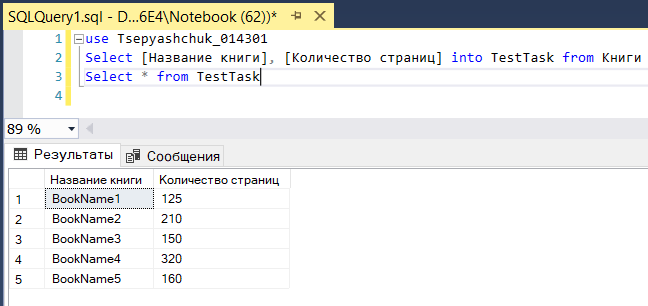 SQLQuery1.sql - D...6E4\Notebook (62))*
1 use Tsepyashchuk_014301
2 Select [Название книги], [Количество страниц] into TestTask from Книги
3 Select * from TestTask
4
89 %
Результаты Сообщения
Название книги Количество страниц
1 BookName1 125
2 BookName2 210
3 BookName3 150
4 BookName4 320
5 BookName5 160